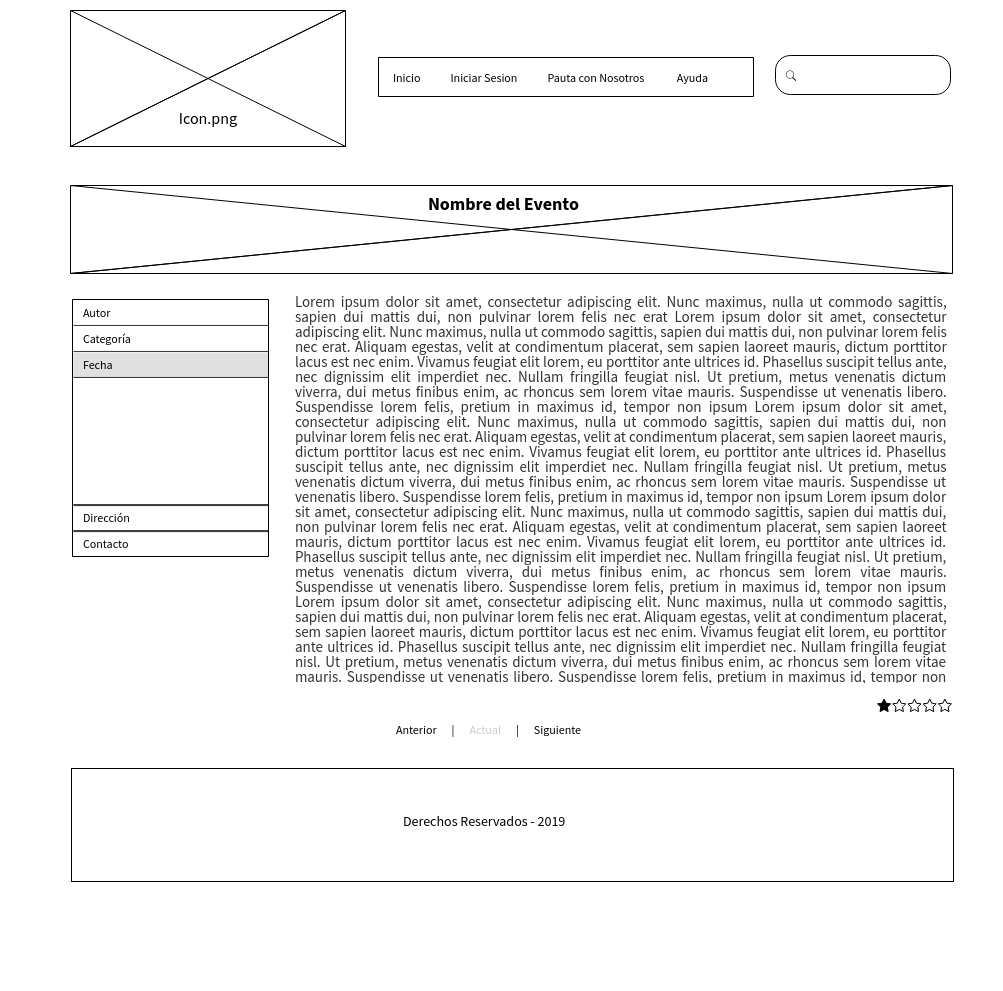 Icon.png
Inicio Iniciar Sesion Pauta con Nosotros Ayuda
Nombre del Evento
Autor
Categoría
Fecha
Dirección
Contacto
Lorem ipsum dolor sit amet, consectetur adipiscing elit. Nunc maximus, nulla ut commodo sagittis,
sapien dui mattis dui, non pulvinar lorem felis nec erat Lorem ipsum dolor sit amet, consectetur
adipiscing elit. Nunc maximus, nulla ut commodo sagittis, sapien dui mattis dui, non pulvinar lorem felis
nec erat. Aliquam egestas, velit at condimentum placerat, sem sapien laoreet mauris, dictum porttitor
lacus est nec enim. Vivamus feugiat elit lorem, eu porttitor ante ultrices id. Phasellus suscipit tellus ante,
nec dignissim elit imperdiet nec. Nullam fringilla feugiat nisl. Ut pretium, metus venenatis dictum
viverra, dui metus finibus enim, ac rhoncus sem lorem vitae mauris. Suspendisse ut venenatis libero.
Suspendisse lorem felis, pretium in maximus id, tempor non ipsum Lorem ipsum dolor sit amet,
consectetur adipiscing elit. Nunc maximus, nulla ut commodo sagittis, sapien dui mattis dui, non
pulvinar lorem felis nec erat. Aliquam egestas, velit at condimentum placerat, sem sapien laoreet mauris,
dictum porttitor lacus est nec enim. Vivamus feugiat elit lorem, eu porttitor ante ultrices id. Phasellus
suscipit tellus ante, nec dignissim elit imperdiet nec. Nullam fringilla feugiat nisl. Ut pretium, metus
venenatis dictum viverra, dui metus finibus enim, ac rhoncus sem lorem vitae mauris. Suspendisse ut
venenatis libero. Suspendisse lorem felis, pretium in maximus id, tempor non ipsum Lorem ipsum dolor
sit amet, consectetur adipiscing elit. Nunc maximus, nulla ut commodo sagittis, sapien dui mattis dui,
non pulvinar lorem felis nec erat. Aliquam egestas, velit at condimentum placerat, sem sapien laoreet
mauris, dictum porttitor lacus est nec enim. Vivamus feugiat elit lorem, eu porttitor ante ultrices id.
Phasellus suscipit tellus ante, nec dignissim elit imperdiet nec. Nullam fringilla feugiat nisl. Ut pretium,
metus venenatis dictum viverra, dui metus finibus enim, ac rhoncus sem lorem vitae mauris.
Suspendisse ut venenatis libero. Suspendisse lorem felis, pretium in maximus id, tempor non ipsum
Lorem ipsum dolor sit amet, consectetur adipiscing elit. Nunc maximus, nulla ut commodo sagittis,
sapien dui mattis dui, non pulvinar lorem felis nec erat. Aliquam egestas, velit at condimentum placerat,
sem sapien laoreet mauris, dictum porttitor lacus est nec enim. Vivamus feugiat elit lorem, eu porttitor
ante ultrices id. Phasellus suscipit tellus ante, nec dignissim elit imperdiet nec. Nullam fringilla feugiat
nisl. Ut pretium, metus venenatis dictum viverra, dui metus finibus enim, ac rhoncus sem lorem vitae
mauris. Suspendisse ut venenatis libero. Suspendisse lorem felis, pretium in maximus id, tempor non
Anterior | Actual | Siguiente
Derechos Reservados - 2019